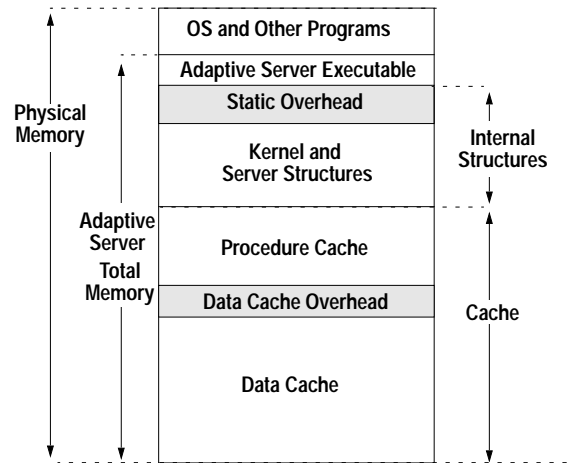 OS and Other Programs
Adaptive Server Executable
Static Overhead
Physical
Memory
Internal
Structures
Kernel and
Server Structures
Adaptive
Server
Total
Memory
Procedure Cache
Data Cache Overhead
Cache
Data Cache